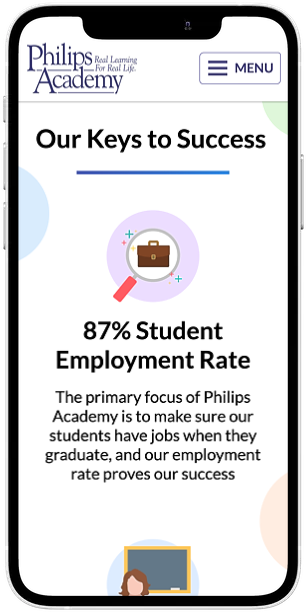 Philips Real Learning
Academy For Real Life.
MENU
Our Keys to Success
87% Student
Employment Rate
The primary focus of Philips
Academy is to make sure our
students have jobs when they
graduate, and our employment
rate proves our success